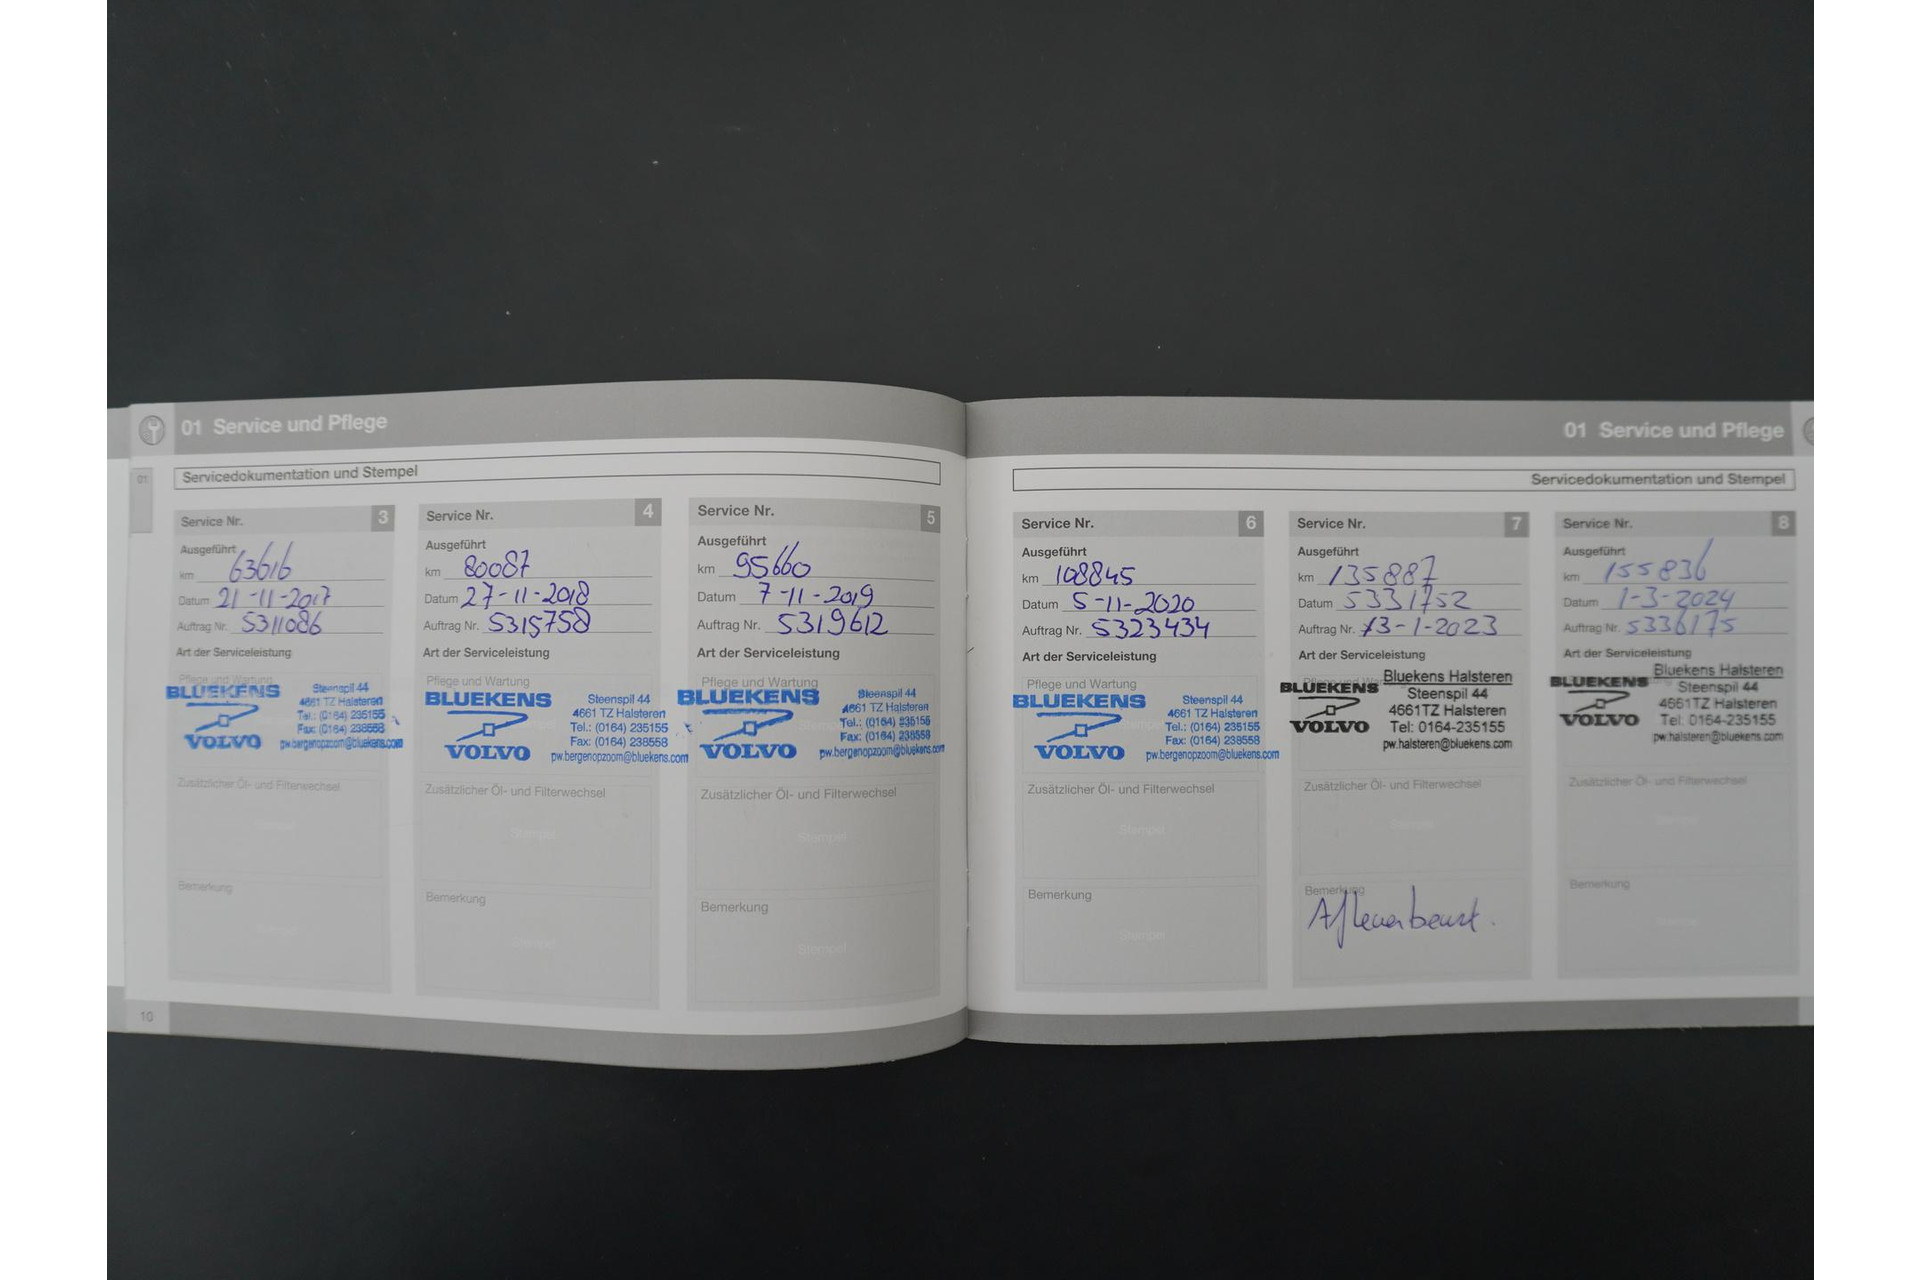 01 Service und Pflege
01
Servicedokumentation und Stempel
Service Nr. 3
Ausgeführt
km 63616
Datum 21-11-2017
Auftrag Nr. 5311086
Art der Serviceleistung
Pflege und Wartung
BLUEKENS
VOLVO
Steenspil 44
4661 TZ Halsteren
Tel.: (0164) 235155
Fax: (0164) 238558
pw.bergenopzoom@bluekens.com
Zusätzlicher Öl- und Filterwechsel
Stempel
Bemerkung
Stempel
Service Nr. 4
Ausgeführt
km 80087
Datum 27-11-2018
Auftrag Nr. 5315758
Art der Serviceleistung
Pflege und Wartung
BLUEKENS
VOLVO
Steenspil 44
4661 TZ Halsteren
Tel.: (0164) 235155
Fax: (0164) 238558
pw.bergenopzoom@bluekens.com
Zusätzlicher Öl- und Filterwechsel
Stempel
Bemerkung
Stempel
Service Nr. 5
Ausgeführt
km 95660
Datum 7-11-2019
Auftrag Nr. 5319612
Art der Serviceleistung
Pflege und Wartung
BLUEKENS
VOLVO
Steenspil 44
4661 TZ Halsteren
Tel.: (0164) 235155
Fax: (0164) 238558
pw.bergenopzoom@bluekens.com
Zusätzlicher Öl- und Filterwechsel
Stempel
Bemerkung
Stempel
10
01 Service und Pflege
Servicedokumentation und Stempel
Service Nr. 6
Ausgeführt
km 108845
Datum 5-11-2020
Auftrag Nr. 5323434
Art der Serviceleistung
Pflege und Wartung
BLUEKENS
VOLVO
Steenspil 44
4661 TZ Halsteren
Tel.: (0164) 235155
Fax: (0164) 238558
pw.bergenopzoom@bluekens.com
Zusätzlicher Öl- und Filterwechsel
Stempel
Bemerkung
Stempel
Service Nr. 7
Ausgeführt
km 135887
Datum 5331752
Auftrag Nr. 13-1-2023
Art der Serviceleistung
BLUEKENS
VOLVO
Bluekens Halsteren
Steenspil 44
4661TZ Halsteren
Tel: 0164-235155
pw.halsteren@bluekens.com
Zusätzlicher Öl- und Filterwechsel
Stempel
Bemerkung
Service Nr. 8
Ausgeführt
km 155836
Datum 1-3-2024
Auftrag Nr. 5336175
Art der Serviceleistung
BLUEKENS
VOLVO
Bluekens Halsteren
Steenspil 44
4661TZ Halsteren
Tel: 0164-235155
pw.halsteren@bluekens.com
Zusätzlicher Öl- und Filterwechsel
Stempel
Bemerkung
Stempel